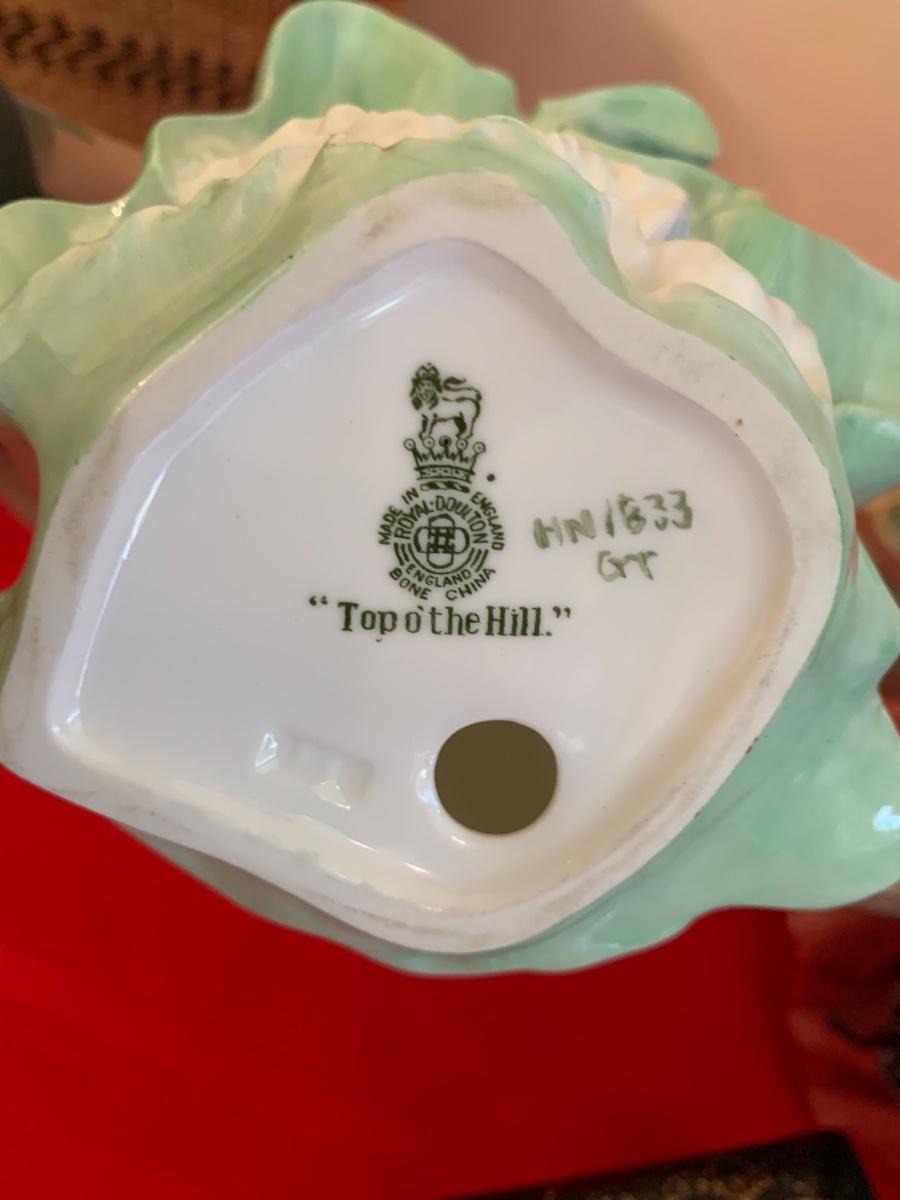 MADE IN ENGLAND
ROYAL·DOULTON
ENGLAND
BONE CHINA
"Top o'the Hill."
HN1833
GT